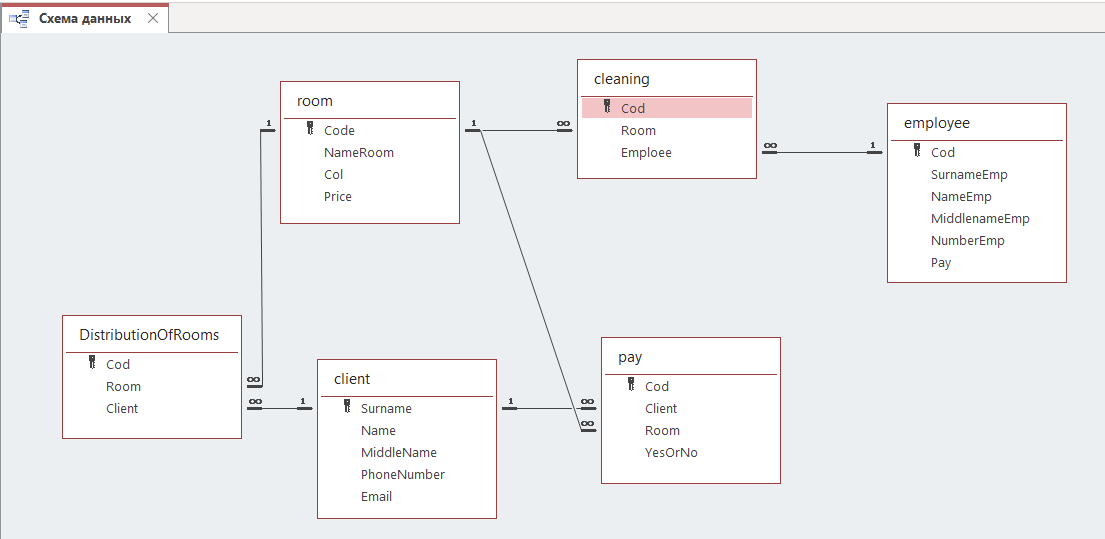 Схема данных
room
Code
NameRoom
Col
Price
cleaning
Cod
Room
Emploee
employee
Cod
SurnameEmp
NameEmp
MiddlenameEmp
NumberEmp
Pay
DistributionOfRooms
Cod
Room
Client
client
Surname
Name
MiddleName
PhoneNumber
Email
pay
Cod
Client
Room
YesOrNo
1
∞
1
∞
∞
1
∞
1
1
∞
∞